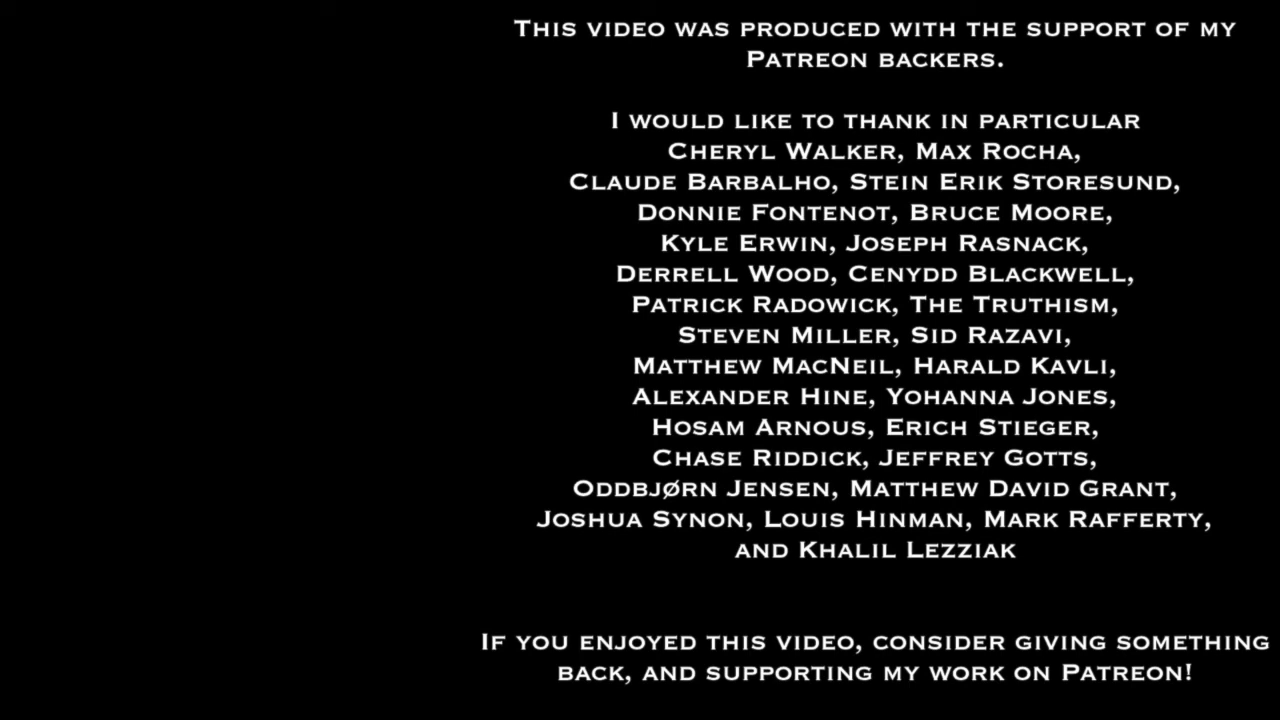 This video was produced with the support of my
Patreon backers.
I would like to thank in particular
Cheryl Walker, Max Rocha,
Claude Barbalho, Stein Erik Storesund,
Donnie Fontenot, Bruce Moore,
Kyle Erwin, Joseph Rasnack,
Derrell Wood, Cenydd Blackwell,
Patrick Radowick, The Truthism,
Steven Miller, Sid Razavi,
Matthew MacNeil, Harald Kavli,
Alexander Hine, Yohanna Jones,
Hosam Arnous, Erich Stieger,
Chase Riddick, Jeffrey Gotts,
Oddbjørn Jensen, Matthew David Grant,
Joshua Synon, Louis Hinman, Mark Rafferty,
and Khalil Lezziak
If you enjoyed this video, consider giving something
back, and supporting my work on Patreon!